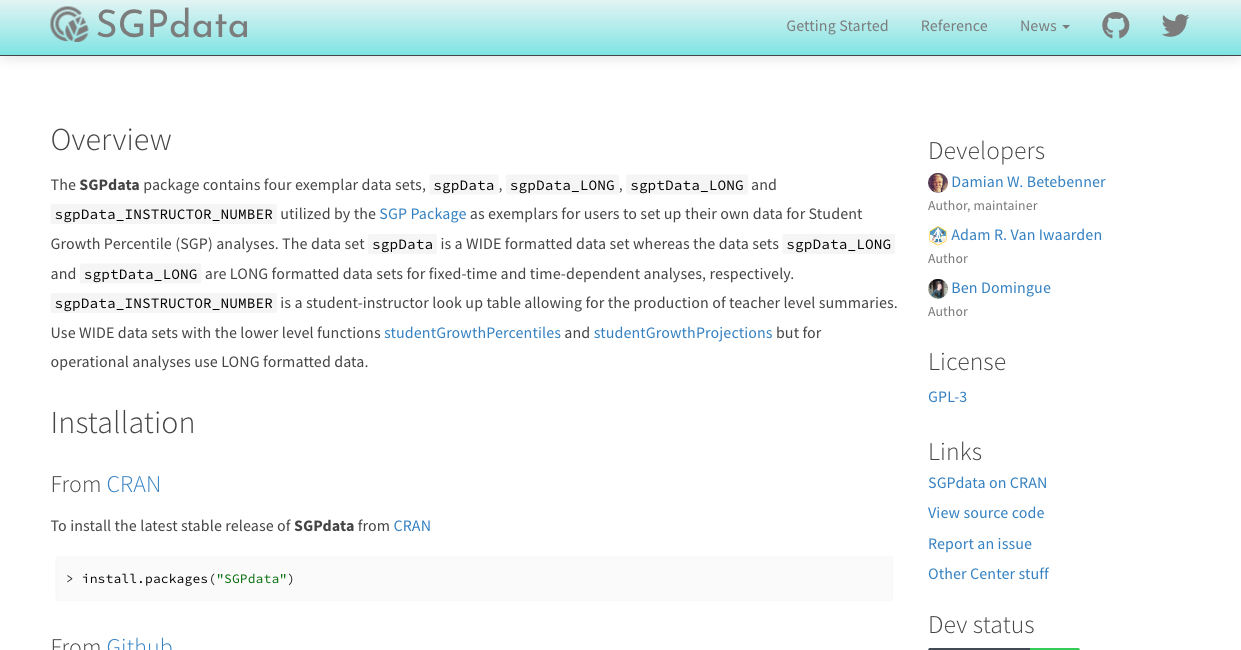 SGPdata
Getting Started Reference News
Overview
The SGPdata package contains four exemplar data sets, sgpData, sgpData_LONG, sgptData_LONG and
sgpData_INSTRUCTOR_NUMBER utilized by the SGP Package as exemplars for users to set up their own data for Student
Growth Percentile (SGP) analyses. The data set sgpData is a WIDE formatted data set whereas the data sets sgpData_LONG
and sgptData_LONG are LONG formatted data sets for fixed-time and time-dependent analyses, respectively.
sgpData_INSTRUCTOR_NUMBER is a student-instructor look up table allowing for the production of teacher level summaries.
Use WIDE data sets with the lower level functions studentGrowthPercentiles and studentGrowthProjections but for
operational analyses use LONG formatted data.
Installation
From CRAN
To install the latest stable release of SGPdata from CRAN
> install.packages("SGPdata")
From Github
Developers
Damian W. Betebenner
Author, maintainer
Adam R. Van Iwaarden
Author
Ben Domingue
Author
License
GPL-3
Links
SGPdata on CRAN
View source code
Report an issue
Other Center stuff
Dev status